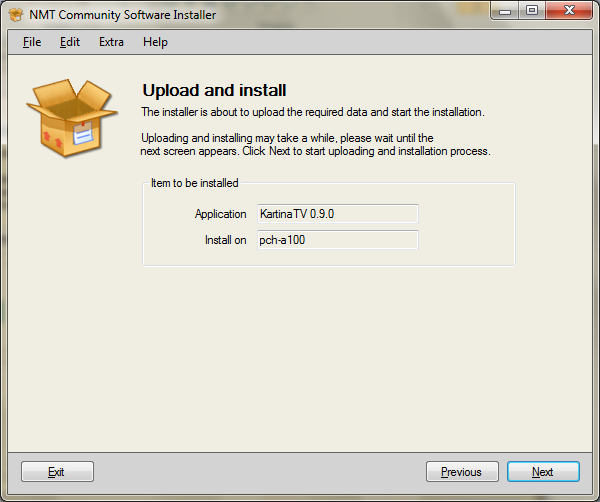 NMT Community Software Installer
File Edit Extra Help
Upload and install
The installer is about to upload the required data and start the installation.
Uploading and installing may take a while, please wait until the
next screen appears. Click Next to start uploading and installation process.
Item to be installed
Application KartinaTV 0.9.0
Install on pch-a100
Exit Previous Next